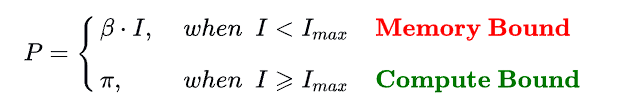 P = { β · I, when I < I_max Memory Bound
π, when I ⩾ I_max Compute Bound